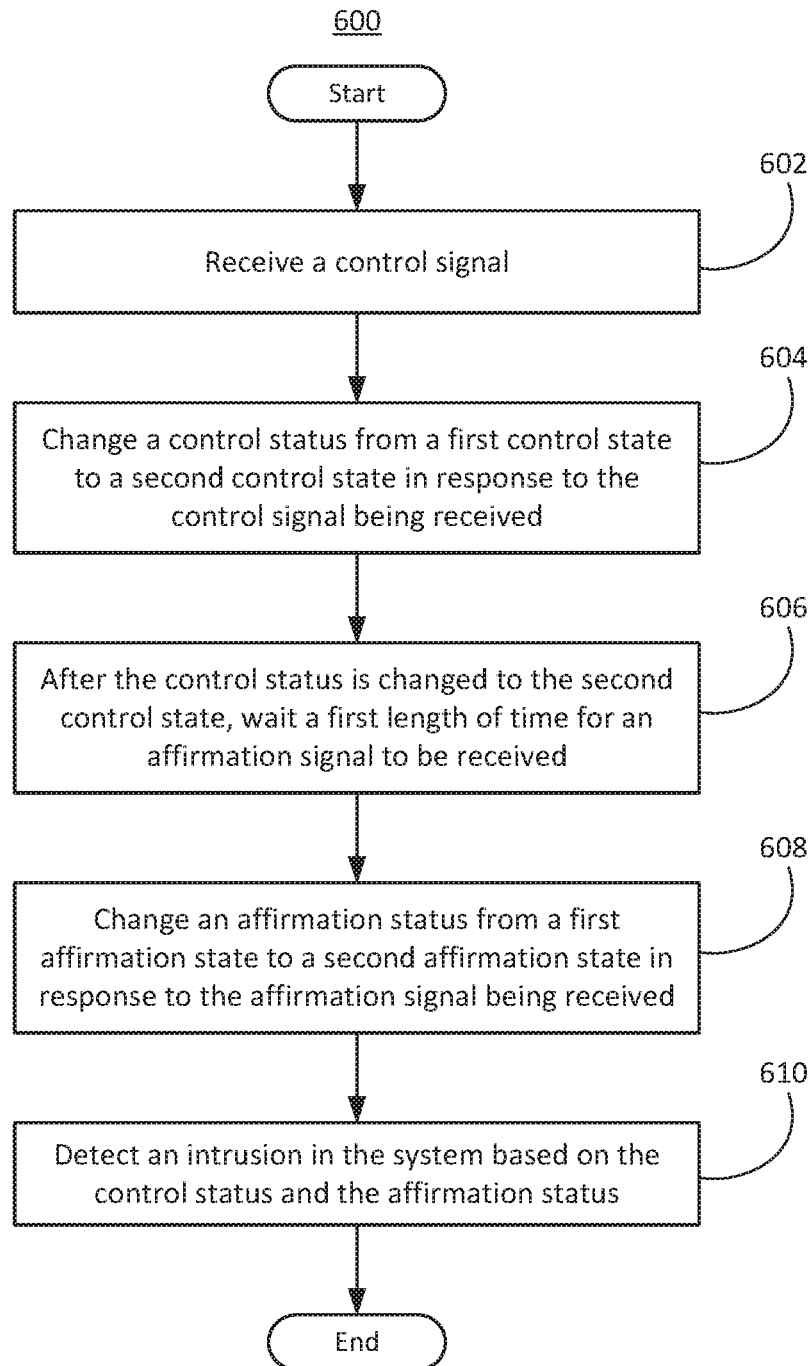 600
Start
602
Receive a control signal
604
Change a control status from a first control state
to a second control state in response to the
control signal being received
606
After the control status is changed to the second
control state, wait a first length of time for an
affirmation signal to be received
608
Change an affirmation status from a first
affirmation state to a second affirmation state in
response to the affirmation signal being received
610
Detect an intrusion in the system based on the
control status and the affirmation status
End